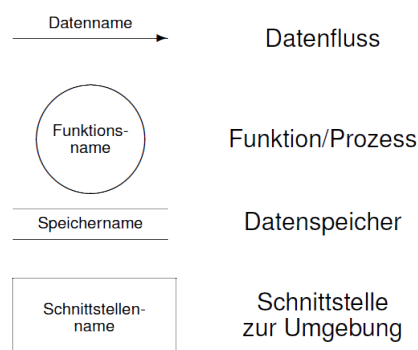 Datenname
Datenfluss
Funktions-
name
Funktion/Prozess
Speichername
Datenspeicher
Schnittstellen-
name
Schnittstelle
zur Umgebung